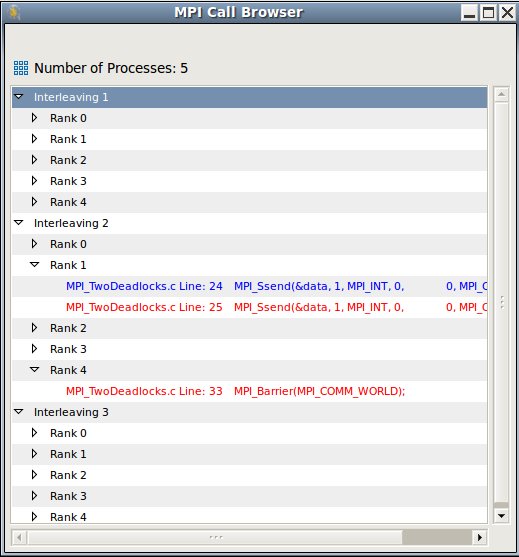 MPI Call Browser
Number of Processes: 5
Interleaving 1
Rank 0
Rank 1
Rank 2
Rank 3
Rank 4
Interleaving 2
Rank 0
Rank 1
MPI_TwoDeadlocks.c Line: 24 MPI_Ssend(&data, 1, MPI_INT, 0, 0, MPI_C
MPI_TwoDeadlocks.c Line: 25 MPI_Ssend(&data, 1, MPI_INT, 0, 0, MPI_C
Rank 2
Rank 3
Rank 4
MPI_TwoDeadlocks.c Line: 33 MPI_Barrier(MPI_COMM_WORLD);
Interleaving 3
Rank 0
Rank 1
Rank 2
Rank 3
Rank 4